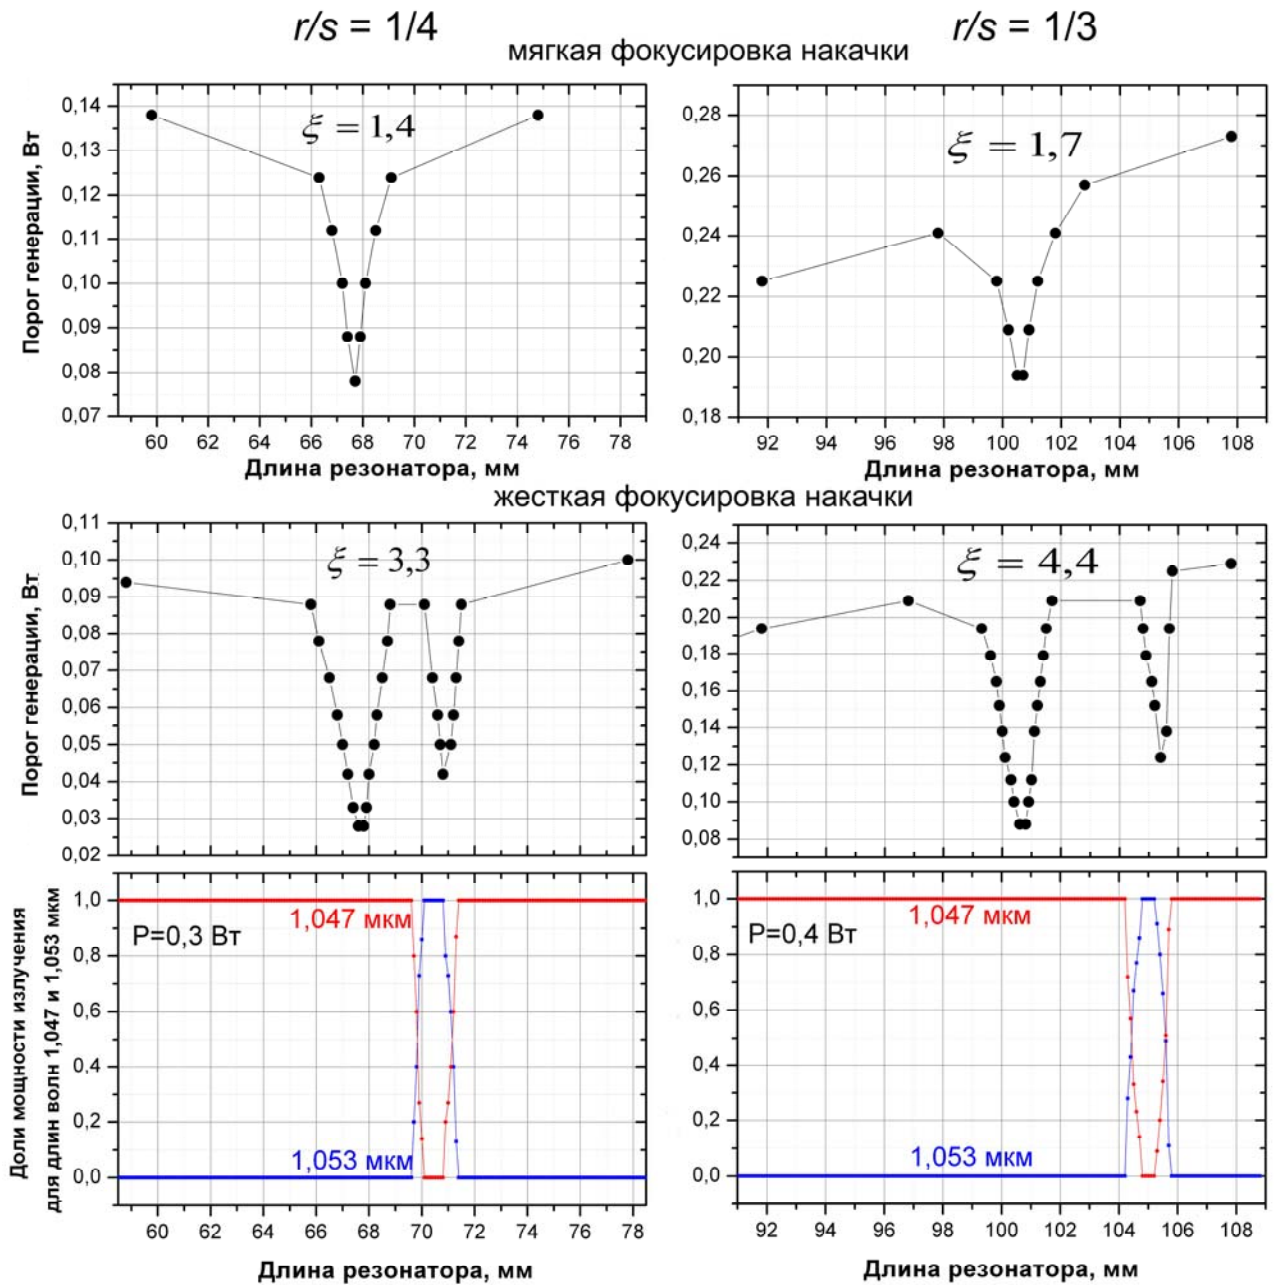 r/s = 1/4
r/s = 1/3
мягкая фокусировка накачки
Порог генерации, Вт
0,14
0,13
0,12
0,11
0,10
0,09
0,08
0,07
ξ = 1,4
60 62 64 66 68 70 72 74 76 78
Длина резонатора, мм
0,28
0,26
0,24
0,22
0,20
0,18
ξ = 1,7
92 94 96 98 100 102 104 106 108
Длина резонатора, мм
жесткая фокусировка накачки
Порог генерации, Вт
0,11
0,10
0,09
0,08
0,07
0,06
0,05
0,04
0,03
0,02
ξ = 3,3
0,24
0,22
0,20
0,18
0,16
0,14
0,12
0,10
0,08
ξ = 4,4
Доли мощности излучения
для длин волн 1,047 и 1,053 мкм
1,0
0,8
0,6
0,4
0,2
0,0
1,047 мкм
P=0,3 Вт
1,053 мкм
60 62 64 66 68 70 72 74 76 78
Длина резонатора, мм
1,0
0,8
0,6
0,4
0,2
0,0
1,047 мкм
P=0,4 Вт
1,053 мкм
92 94 96 98 100 102 104 106 108
Длина резонатора, мм